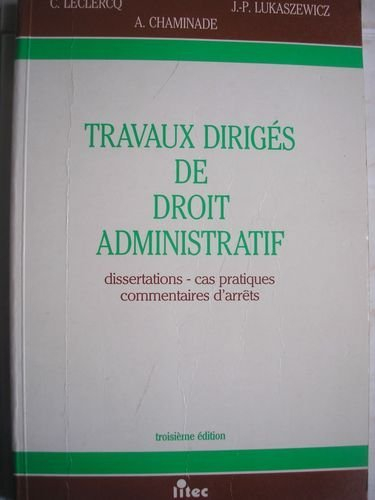 C. LECLERCQ
J.-P. LUKASZEWICZ
A. CHAMINADE
TRAVAUX DIRIGÉS
DE
DROIT
ADMINISTRATIF
dissertations - cas pratiques
commentaires d'arrêts
troisième édition
litec